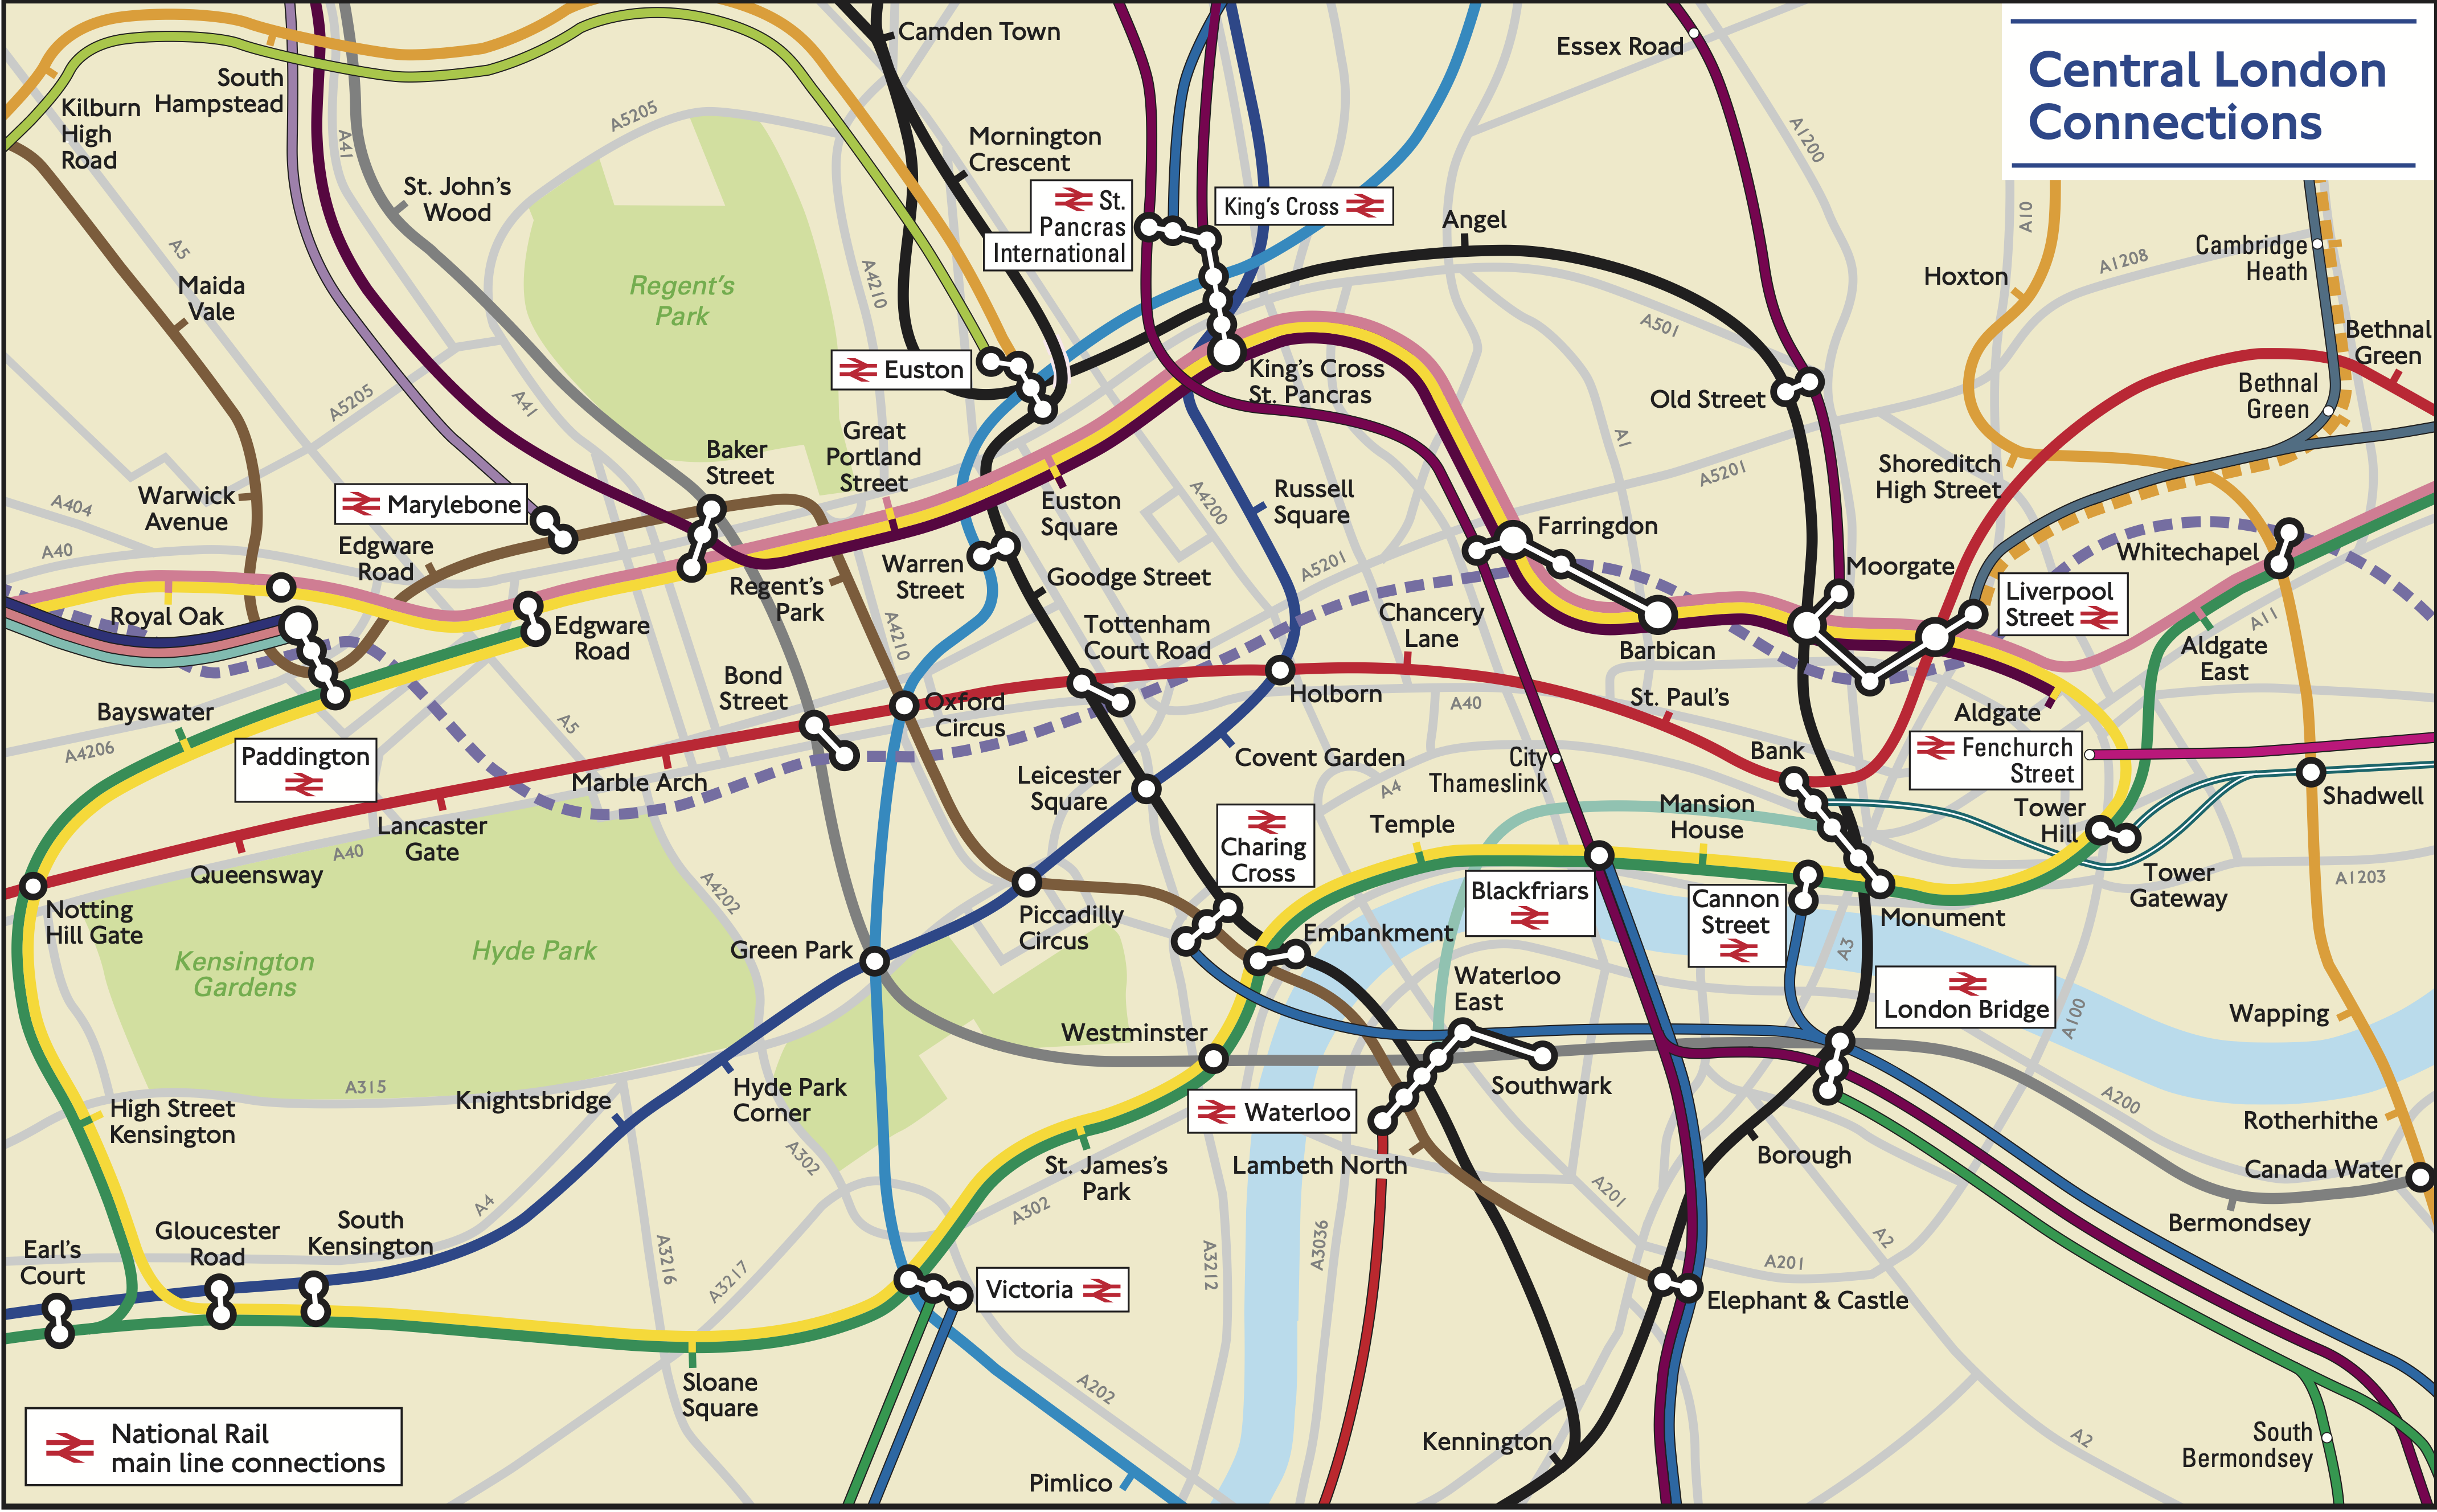 Central London
Connections
Camden Town
Essex Road
South
Hampstead
Kilburn
High
Road
A41
A5205
Mornington
Crescent
A1200
St. John's
Wood
St.
Pancras
International
King's Cross
Angel
A10
Cambridge
Heath
A1208
Hoxton
A5
Maida
Vale
Regent's
Park
A4210
A501
Bethnal
Green
Euston
King's Cross
St. Pancras
Old Street
Bethnal
Green
A5205
A41
A1
Baker
Street
Great
Portland
Street
Shoreditch
High Street
A5201
Warwick
Avenue
A404
Marylebone
Euston
Square
A4200
Russell
Square
Farringdon
A40
Edgware
Road
Warren
Street
Goodge Street
A5201
Moorgate
Whitechapel
Royal Oak
Regent's
Park
A4210
Chancery
Lane
Liverpool
Street
Edgware
Road
Tottenham
Court Road
Barbican
A11
Aldgate
East
Bond
Street
Oxford
Circus
Holborn
A40
St. Paul's
Aldgate
Bayswater
A4206
A5
Paddington
Marble Arch
Leicester
Square
Covent Garden
A4
City
Thameslink
Bank
Fenchurch
Street
Shadwell
Lancaster
Gate
Charing
Cross
Temple
Mansion
House
Tower
Hill
Queensway
A40
A4202
Tower
Gateway
A1203
Notting
Hill Gate
Kensington
Gardens
Hyde Park
Green Park
Piccadilly
Circus
Embankment
Blackfriars
Cannon
Street
Monument
A3
Waterloo
East
London Bridge
A100
Wapping
Westminster
A315
Knightsbridge
Hyde Park
Corner
Waterloo
Southwark
A200
Rotherhithe
High Street
Kensington
A302
St. James's
Park
Lambeth North
Borough
Canada Water
A4
A302
A201
Bermondsey
Earl's
Court
Gloucester
Road
South
Kensington
A3216
A3217
A3212
A3036
A201
A2
Victoria
Elephant & Castle
Sloane
Square
A202
National Rail
main line connections
Pimlico
Kennington
A2
South
Bermondsey